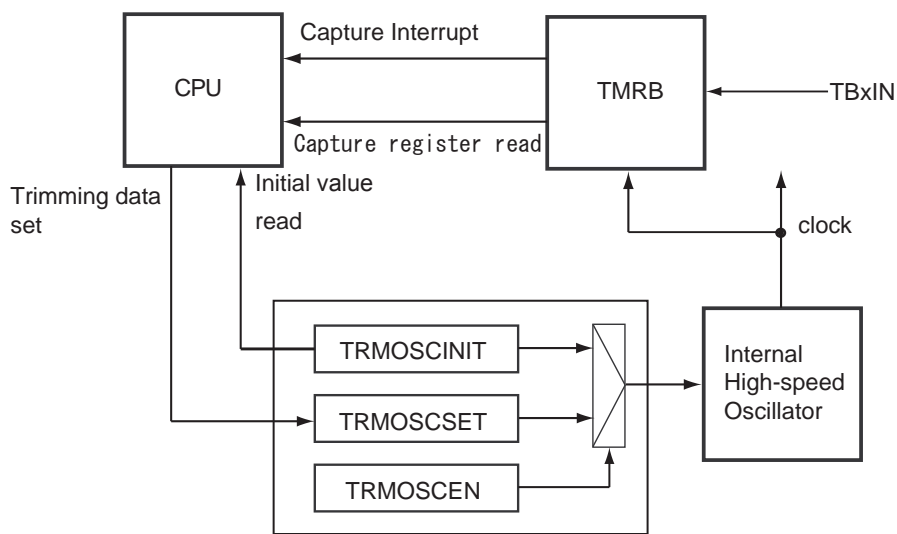 Capture Interrupt
CPU
TMRB
TBxIN
Capture register read
Trimming data
set
Initial value
read
clock
TRMOSCINIT
TRMOSCSET
TRMOSCEN
Internal
High-speed
Oscillator